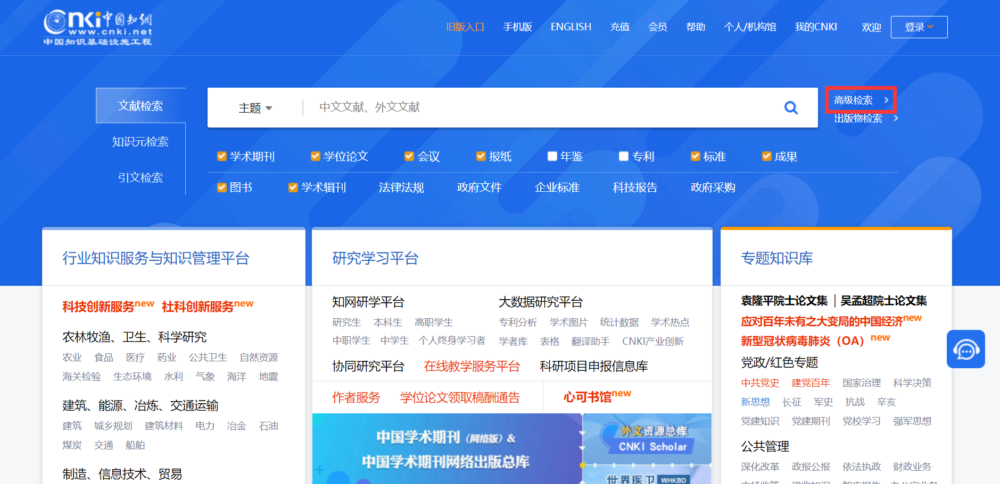 cnki中国知网
www.cnki.net
中国知识基础设施工程
旧版入口 手机版 ENGLISH 充值 会员 帮助 个人/机构馆 我的CNKI 欢迎 登录
文献检索
知识元检索
引文检索
主题 中文文献、外文文献
高级检索 >
出版物检索 >
学术期刊 学位论文 会议 报纸 年鉴 专利 标准 成果
图书 学术辑刊 法律法规 政府文件 企业标准 科技报告 政府采购
行业知识服务与知识管理平台
科技创新服务new 社科创新服务new
农林牧渔、卫生、科学研究
农业 食品 医疗 药业 公共卫生 自然资源
海关检验 生态环境 水利 气象 海洋 地震
建筑、能源、冶炼、交通运输
建筑 城乡规划 建筑材料 电力 冶金 石油
煤炭 交通 船舶
制造、信息技术、贸易
研究学习平台
知网研学平台
研究生 本科生 高职学生
中职学生 中学生 个人终身学习者
大数据研究平台
专利分析 学术图片 统计数据 学术热点
学者库 表格 翻译助手 CNKI产业创新
协同研究平台 在线教学服务平台 科研项目申报信息库
作者服务 学位论文领取稿酬通告 心可书馆new
中国学术期刊（网络版）&
中国学术期刊网络出版总库
外文资源总库
CNKI Scholar
世界医卫 WHKBD
专题知识库
袁隆平院士论文集 | 吴孟超院士论文集
应对百年未有之大变局的中国经济new
新型冠状病毒肺炎（OA）new
党政/红色专题
中共党史 建党百年 国家治理 科学决策
新思想 长征 军史 抗战 辛亥
党建知识 党建期刊 党校学习 强军思想
公共管理
深化改革 政报公报 依法执政 财政业务